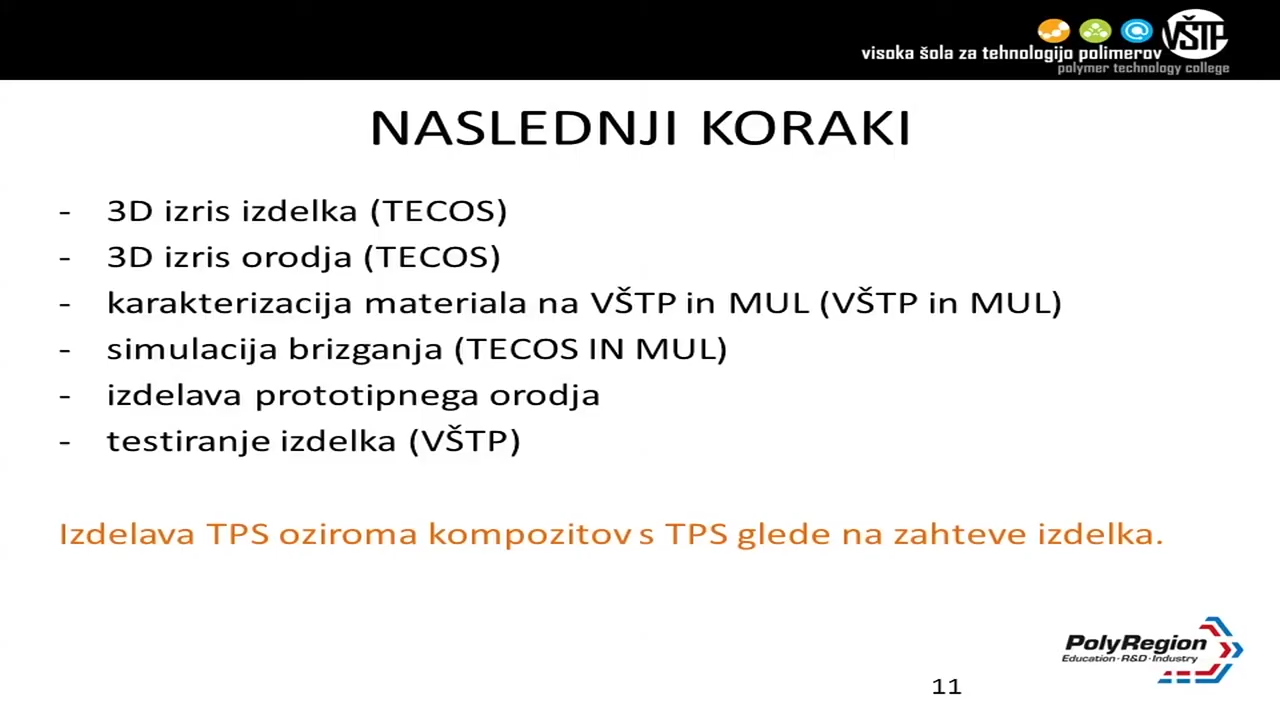 VŠTP
visoka šola za tehnologijo polimerov
polymer technology college
NASLEDNJI KORAKI
- 3D izris izdelka (TECOS)
- 3D izris orodja (TECOS)
- karakterizacija materiala na VŠTP in MUL (VŠTP in MUL)
- simulacija brizganja (TECOS IN MUL)
- izdelava prototipnega orodja
- testiranje izdelka (VŠTP)
Izdelava TPS oziroma kompozitov s TPS glede na zahteve izdelka.
PolyRegion
Education·R&D·Industry
11